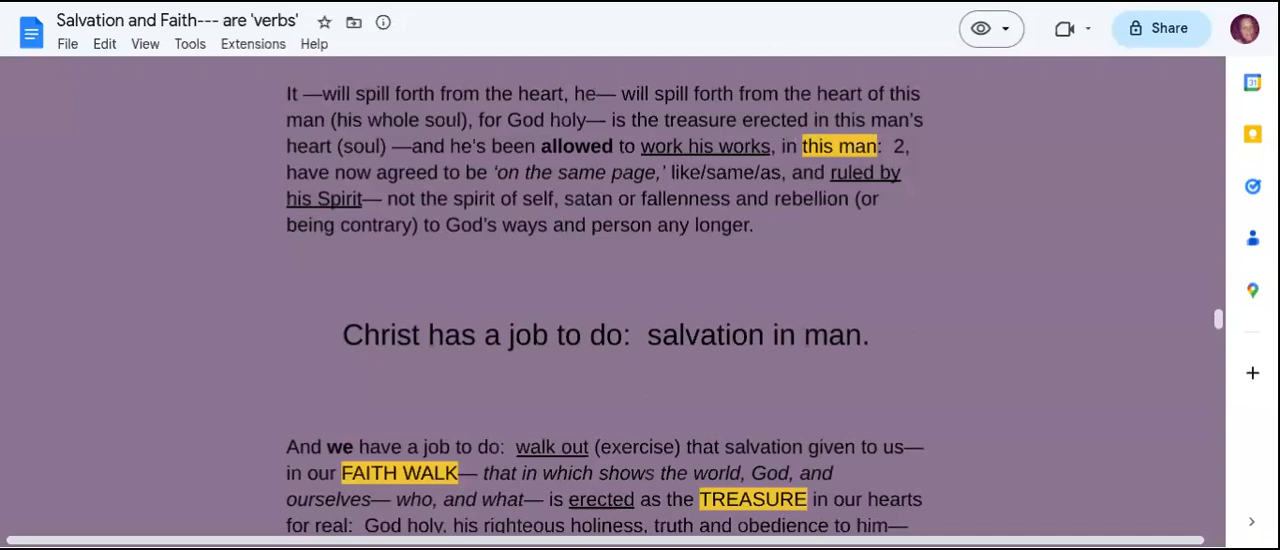 Salvation and Faith--- are 'verbs'
File Edit View Tools Extensions Help
Share
31
It —will spill forth from the heart, he— will spill forth from the heart of this
man (his whole soul), for God holy— is the treasure erected in this man's
heart (soul) —and he's been allowed to work his works, in this man:  2,
have now agreed to be 'on the same page,' like/same/as, and ruled by
his Spirit— not the spirit of self, satan or fallenness and rebellion (or
being contrary) to God's ways and person any longer.
Christ has a job to do:  salvation in man.
And we have a job to do:  walk out (exercise) that salvation given to us—
in our FAITH WALK— that in which shows the world, God, and
ourselves— who, and what— is erected as the TREASURE in our hearts
for real:  God holy, his righteous holiness, truth and obedience to him—